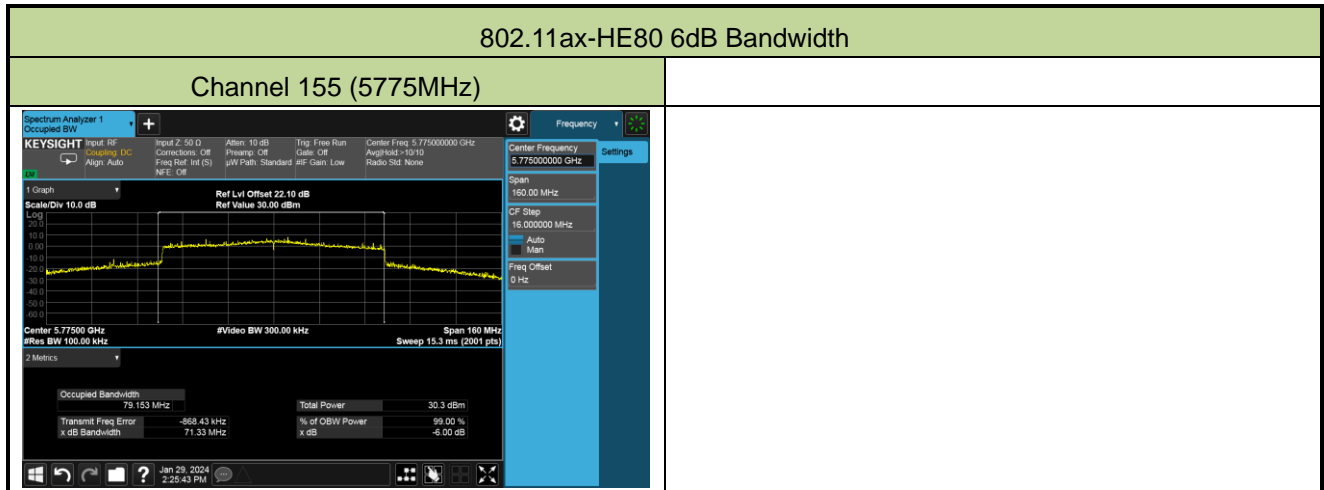 802.11ax-HE80 6dB Bandwidth
Channel 155 (5775MHz)
Spectrum Analyzer 1
Occupied BW
+
Frequency
KEYSIGHT
Input: RF
Coupling: DC
Align: Auto
Input Z: 50 Ω
Corrections: Off
Freq Ref: Int (S)
NFE: Off
Atten: 10 dB
Preamp: Off
µW Path: Standard
Trig: Free Run
Gate: Off
#IF Gain: Low
Center Freq: 5.775000000 GHz
Avg|Hold:>10/10
Radio Std: None
Center Frequency
5.775000000 GHz
Settings
Span
160.00 MHz
CF Step
16.000000 MHz
Auto
Man
Freq Offset
0 Hz
1 Graph
Scale/Div 10.0 dB
Ref Lvl Offset 22.10 dB
Ref Value 30.00 dBm
Log
20.0
10.0
0.00
-10.0
-20.0
-30.0
-40.0
-50.0
-60.0
Center 5.77500 GHz
#Video BW 300.00 kHz
Span 160 MHz
#Res BW 100.00 kHz
Sweep 15.3 ms (2001 pts)
2 Metrics
Occupied Bandwidth
79.153 MHz
Total Power 30.3 dBm
Transmit Freq Error -868.43 kHz
% of OBW Power 99.00 %
x dB Bandwidth 71.33 MHz
x dB -6.00 dB
?
Jan 29, 2024
2:25:43 PM